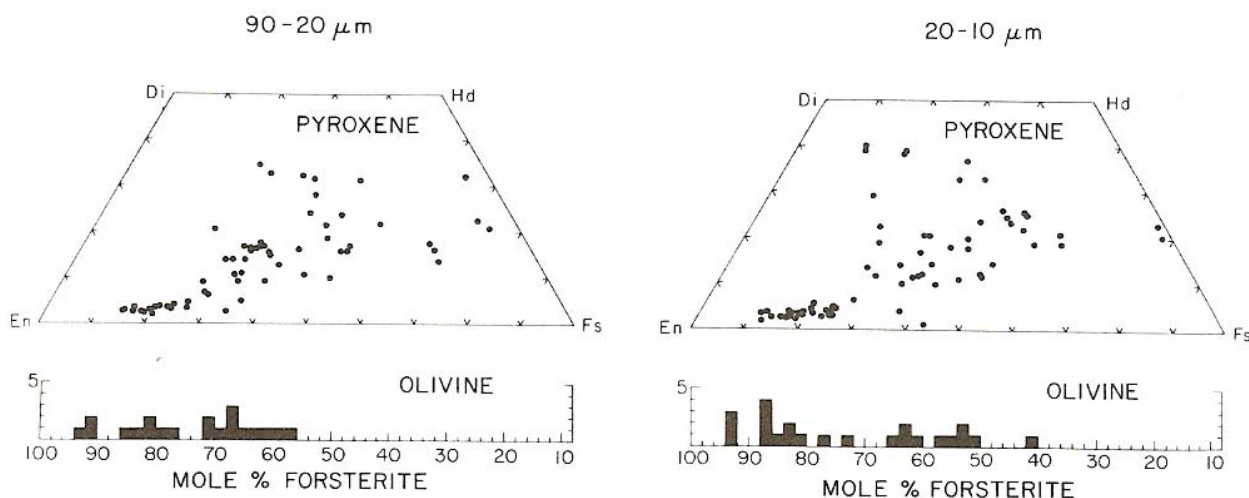 90-20 μm
Di
Hd
PYROXENE
En
Fs
5
OLIVINE
100 90 80 70 60 50 40 30 20 10
MOLE % FORSTERITE
20-10 μm
Di
Hd
PYROXENE
En
Fs
5
OLIVINE
100 90 80 70 60 50 40 30 20 10
MOLE % FORSTERITE